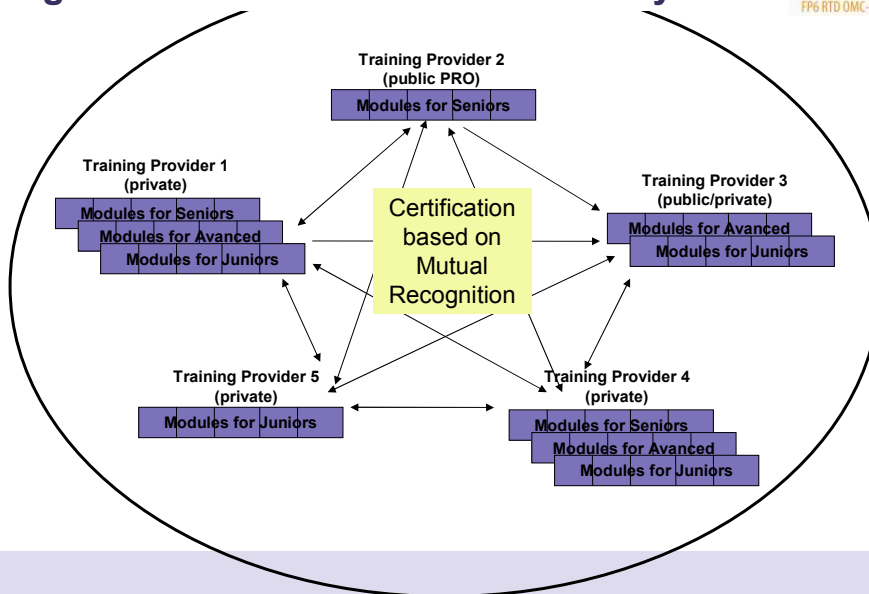 FP6 RTD OMC-
Training Provider 2
(public PRO)
Modules for Seniors
Training Provider 1
(private)
Modules for Seniors
Modules for Avanced
Modules for Juniors
Training Provider 3
(public/private)
Modules for Avanced
Modules for Juniors
Certification
based on
Mutual
Recognition
Training Provider 5
(private)
Modules for Juniors
Training Provider 4
(private)
Modules for Seniors
Modules for Avanced
Modules for Juniors